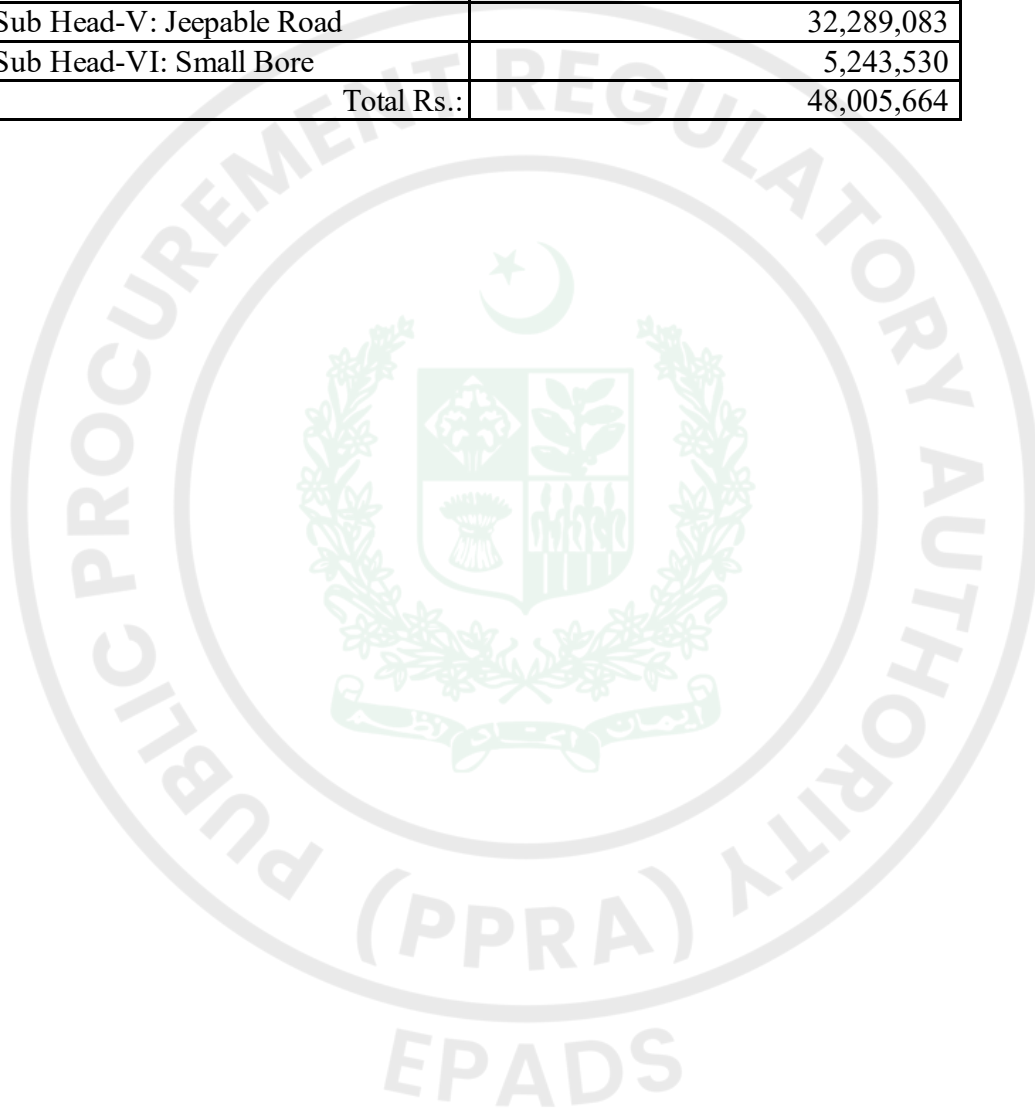 Sub Head-V: Jeepable Road 32,289,083
Sub Head-VI: Small Bore 5,243,530
Total Rs.: 48,005,664
PUBLIC PROCUREMENT REGULATORY AUTHORITY
(PPRA)
EPADS